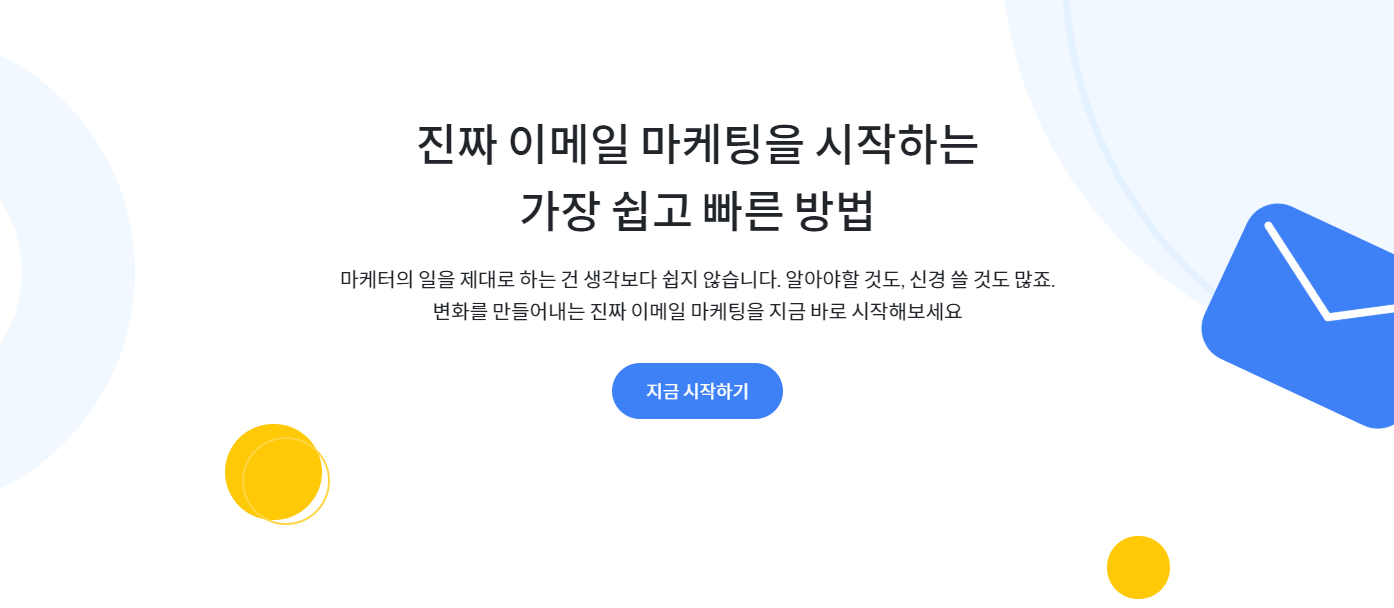 진짜 이메일 마케팅을 시작하는
가장 쉽고 빠른 방법
마케터의 일을 제대로 하는 건 생각보다 쉽지 않습니다. 알아야할 것도, 신경 쓸 것도 많죠.
변화를 만들어내는 진짜 이메일 마케팅을 지금 바로 시작해보세요
지금 시작하기